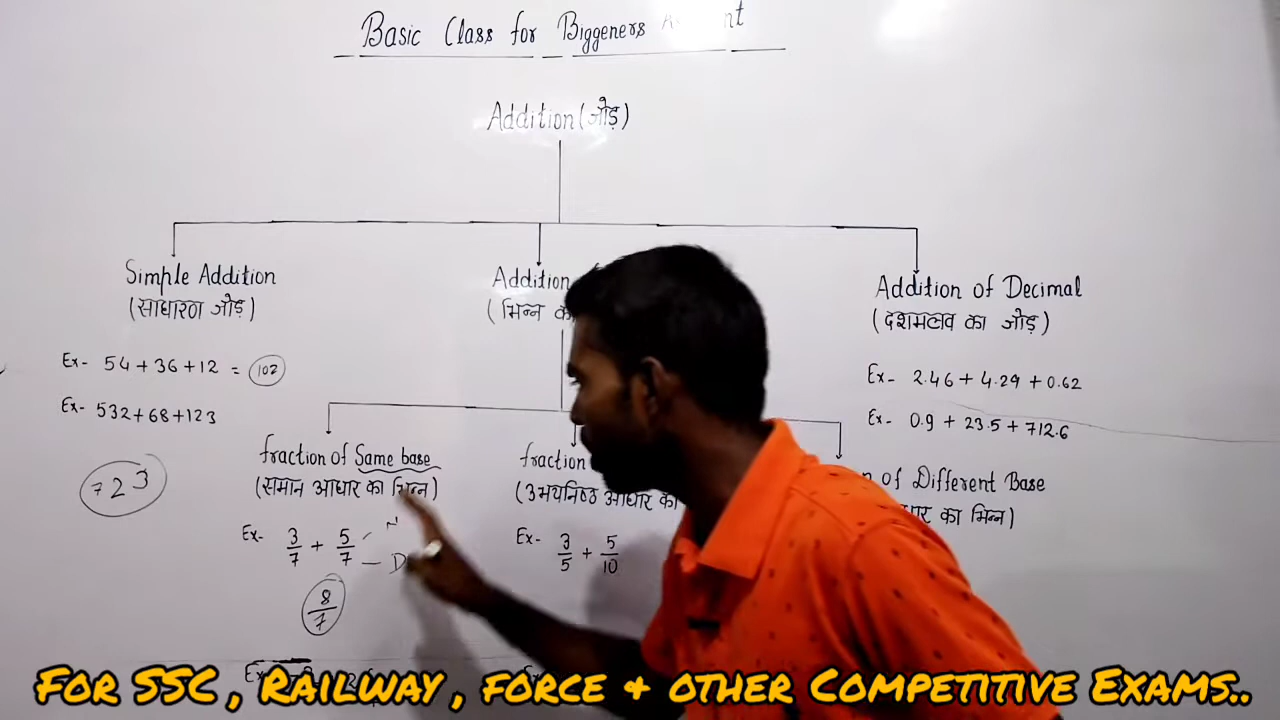 Basic Class for Biggeners
Addition (जोड़)
Simple Addition
(साधारण जोड़)
Ex- 54 + 36 + 12 = 102
Ex- 532 + 68 + 123
723
Addition
(भिन्न का
fraction of Same base
(समान आधार का भिन्न)
Ex- 3/7 + 5/7
N
D
8/7
fraction
(उभयनिष्ठ आधार का
Ex- 3/5 + 5/10
of Different Base
का भिन्न)
Addition of Decimal
(दशमलव का जोड़)
Ex- 2.46 + 4.29 + 0.62
Ex- 0.9 + 23.5 + 712.6
FOR SSC, RAILWAY, FORCE & OTHER COMPETITIVE EXAMS..